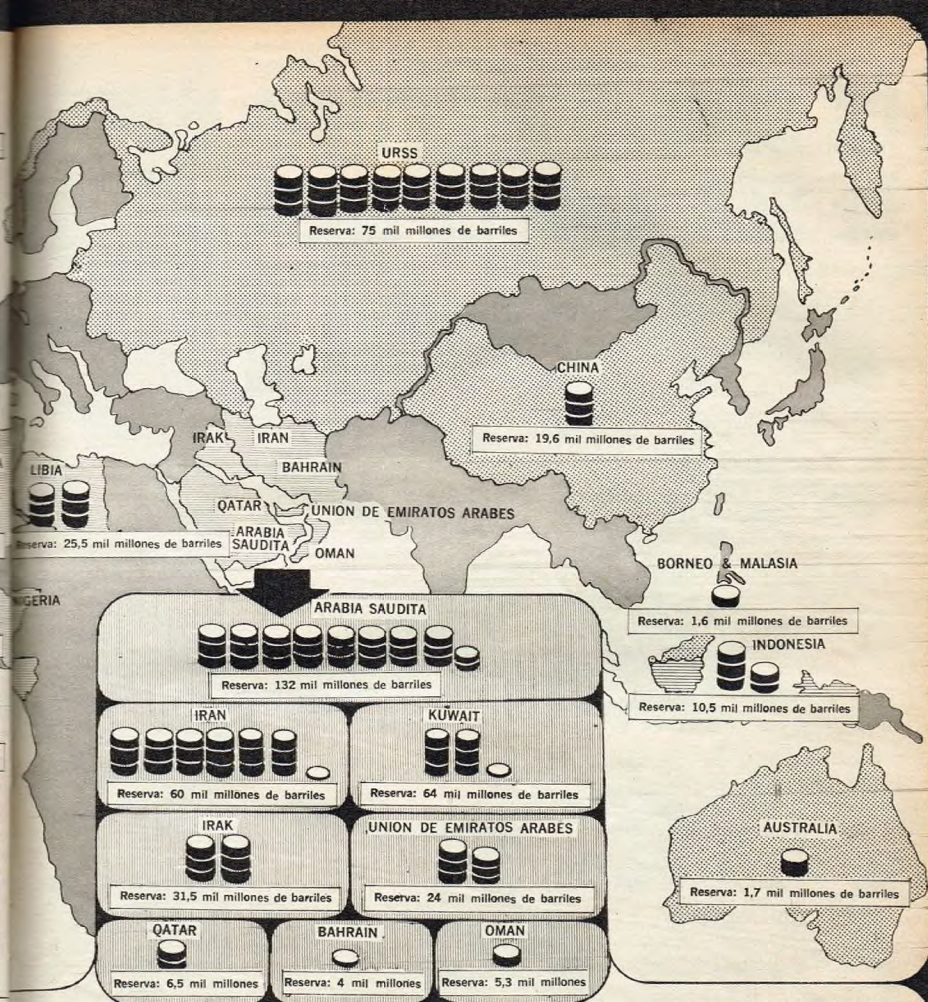 URSS
Reserva: 75 mil millones de barriles
CHINA
Reserva: 19,6 mil millones de barriles
IRAK
IRAN
BAHRAIN
LIBIA
QATAR
UNION DE EMIRATOS ARABES
Reserva: 25,5 mil millones de barriles
ARABIA
SAUDITA
OMAN
NIGERIA
BORNEO & MALASIA
Reserva: 1,6 mil millones de barriles
INDONESIA
Reserva: 10,5 mil millones de barriles
ARABIA SAUDITA
Reserva: 132 mil millones de barriles
IRAN
Reserva: 60 mil millones de barriles
KUWAIT
Reserva: 64 mil millones de barriles
IRAK
Reserva: 31,5 mil millones de barriles
UNION DE EMIRATOS ARABES
Reserva: 24 mil millones de barriles
AUSTRALIA
Reserva: 1,7 mil millones de barriles
QATAR
Reserva: 6,5 mil millones
BAHRAIN
Reserva: 4 mil millones
OMAN
Reserva: 5,3 mil millones